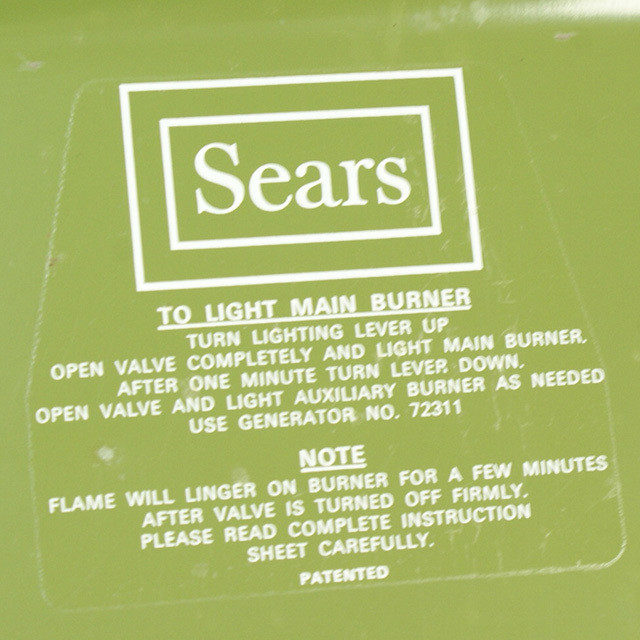 Sears
TO LIGHT MAIN BURNER
TURN LIGHTING LEVER UP
OPEN VALVE COMPLETELY AND LIGHT MAIN BURNER.
AFTER ONE MINUTE TURN LEVER DOWN.
OPEN VALVE AND LIGHT AUXILIARY BURNER AS NEEDED
USE GENERATOR NO. 72311
NOTE
FLAME WILL LINGER ON BURNER FOR A FEW MINUTES
AFTER VALVE IS TURNED OFF FIRMLY.
PLEASE READ COMPLETE INSTRUCTION
SHEET CAREFULLY.
PATENTED